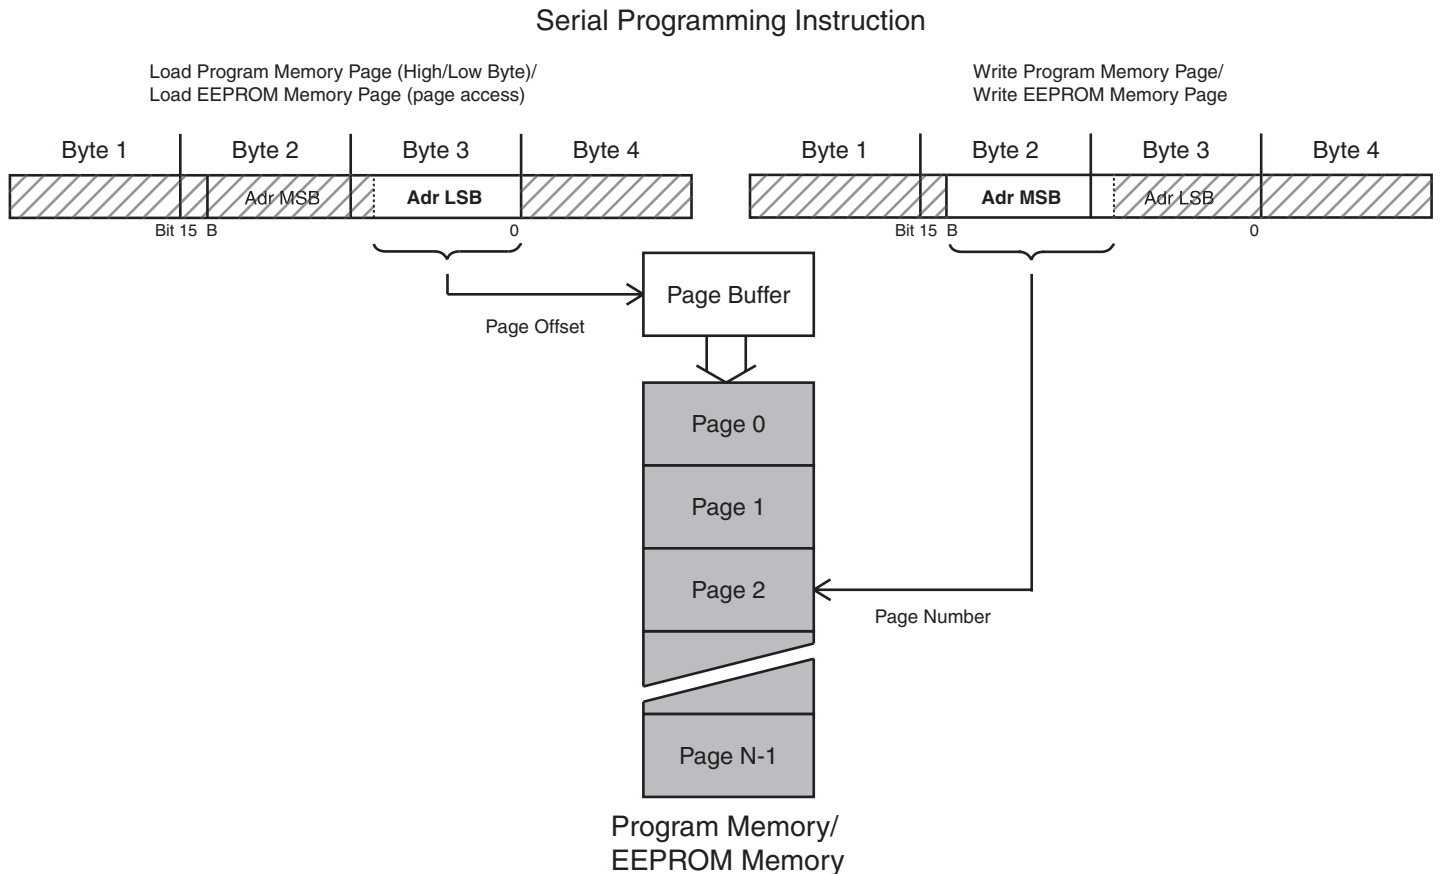 Serial Programming Instruction
Load Program Memory Page (High/Low Byte)/
Load EEPROM Memory Page (page access)
Byte 1
Byte 2
Byte 3
Byte 4
Adr MSB
Adr LSB
Bit 15 B
0
Write Program Memory Page/
Write EEPROM Memory Page
Byte 1
Byte 2
Byte 3
Byte 4
Adr MSB
Adr LSB
Bit 15 B
0
Page Offset
Page Buffer
Page 0
Page 1
Page 2
Page Number
Page N-1
Program Memory/
EEPROM Memory